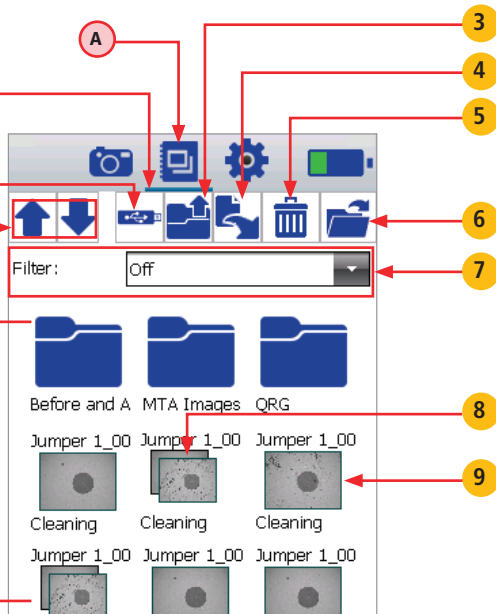 A
3
4
5
6
Filter: Off
7
Before and A MTA Images QRG
8
Jumper 1_00 Jumper 1_00 Jumper 1_00
9
Cleaning Cleaning Cleaning
Jumper 1_00 Jumper 1_00 Jumper 1_00